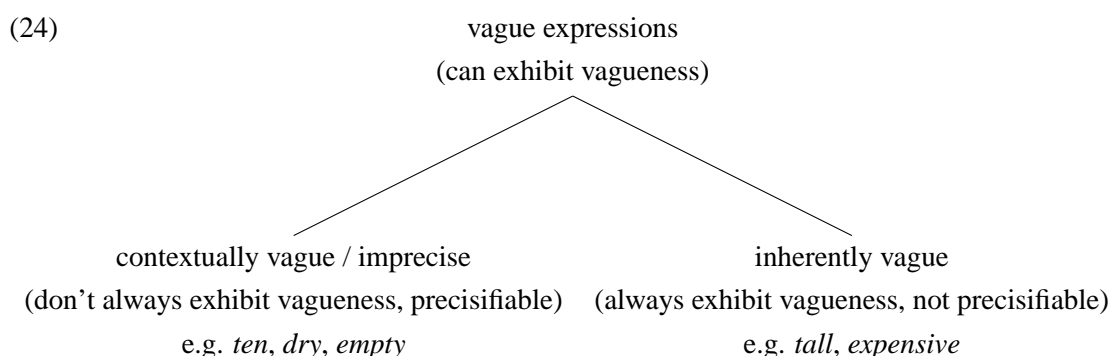 (24) vague expressions
(can exhibit vagueness)
contextually vague / imprecise inherently vague
(don't always exhibit vagueness, precisifiable) (always exhibit vagueness, not precisifiable)
e.g. ten, dry, empty e.g. tall, expensive